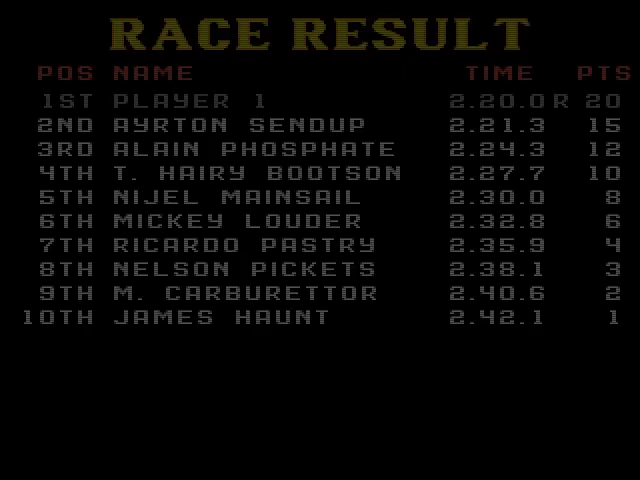 RACE RESULT
POS NAME TIME PTS
1ST PLAYER 1 2.20.0R 20
2ND AYRTON SENDUP 2.21.3 15
3RD ALAIN PHOSPHATE 2.24.3 12
4TH T. HAIRY BOOTSON 2.27.7 10
5TH NIJEL MAINSAIL 2.30.0 8
6TH MICKEY LOUDER 2.32.8 6
7TH RICARDO PASTRY 2.35.9 4
8TH NELSON PICKETS 2.38.1 3
9TH M. CARBURETTOR 2.40.6 2
10TH JAMES HAUNT 2.42.1 1